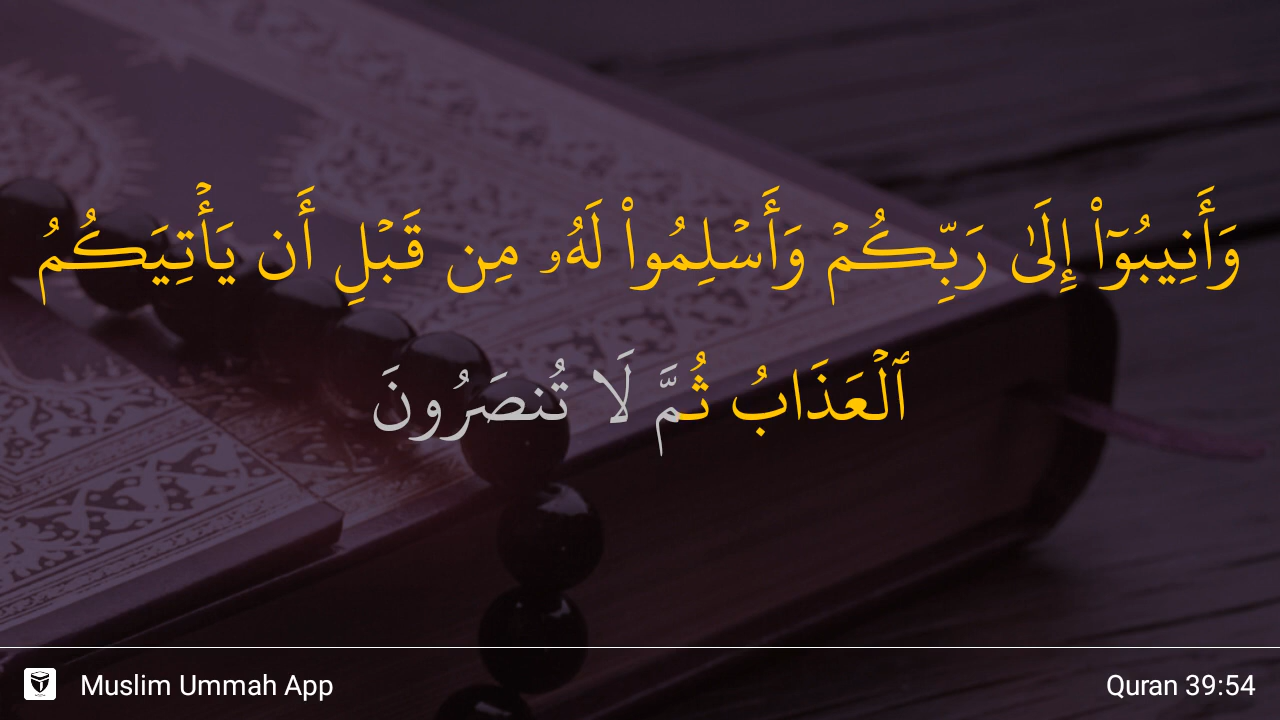 وَأَنِيبُوٓا۟ إِلَىٰ رَبِّكُمۡ وَأَسۡلِمُوا۟ لَهُۥ مِن قَبۡلِ أَن يَأۡتِيَكُمُ
ٱلۡعَذَابُ ثُمَّ لَا تُنصَرُونَ
Muslim Ummah App
Quran 39:54